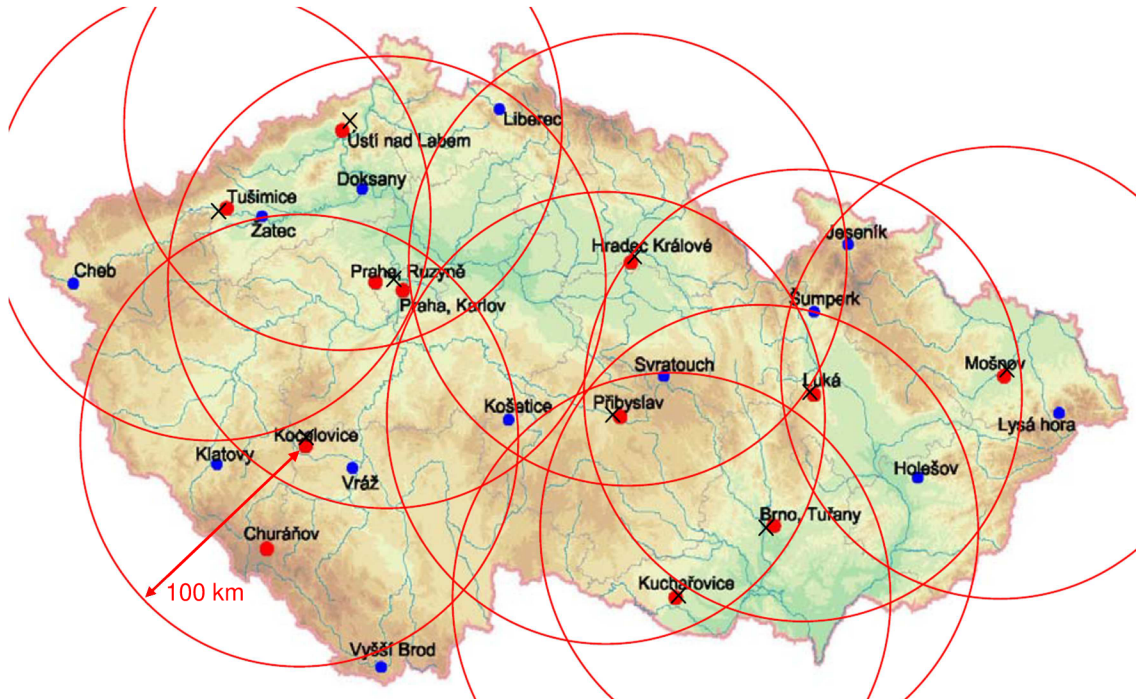 Liberec
Ústí nad Labem
Doksany
Tušimice
Žatec
Jeseník
Hradec Králové
Cheb
Praha, Ruzyně
Praha, Karlov
Šumperk
Svratouch
Mošnov
Luká
Košetice
Přibyslav
Lysá hora
Kocelovice
Klatovy
Vráž
Holešov
Brno, Tuřany
Churáňov
Kuchařovice
100 km
Vyšší Brod